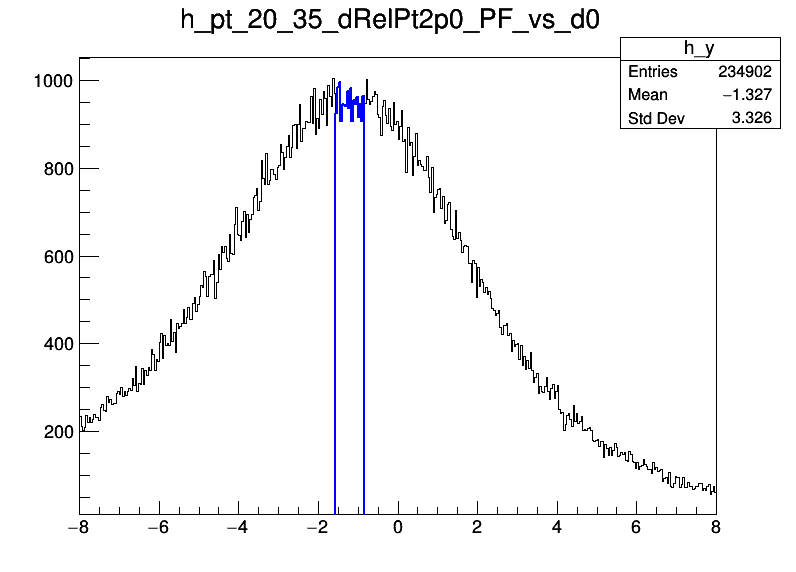 h_pt_20_35_dRelPt2p0_PF_vs_d0
h_y
Entries 234902
Mean −1.327
Std Dev 3.326
1000
800
600
400
200
−8 −6 −4 −2 0 2 4 6 8